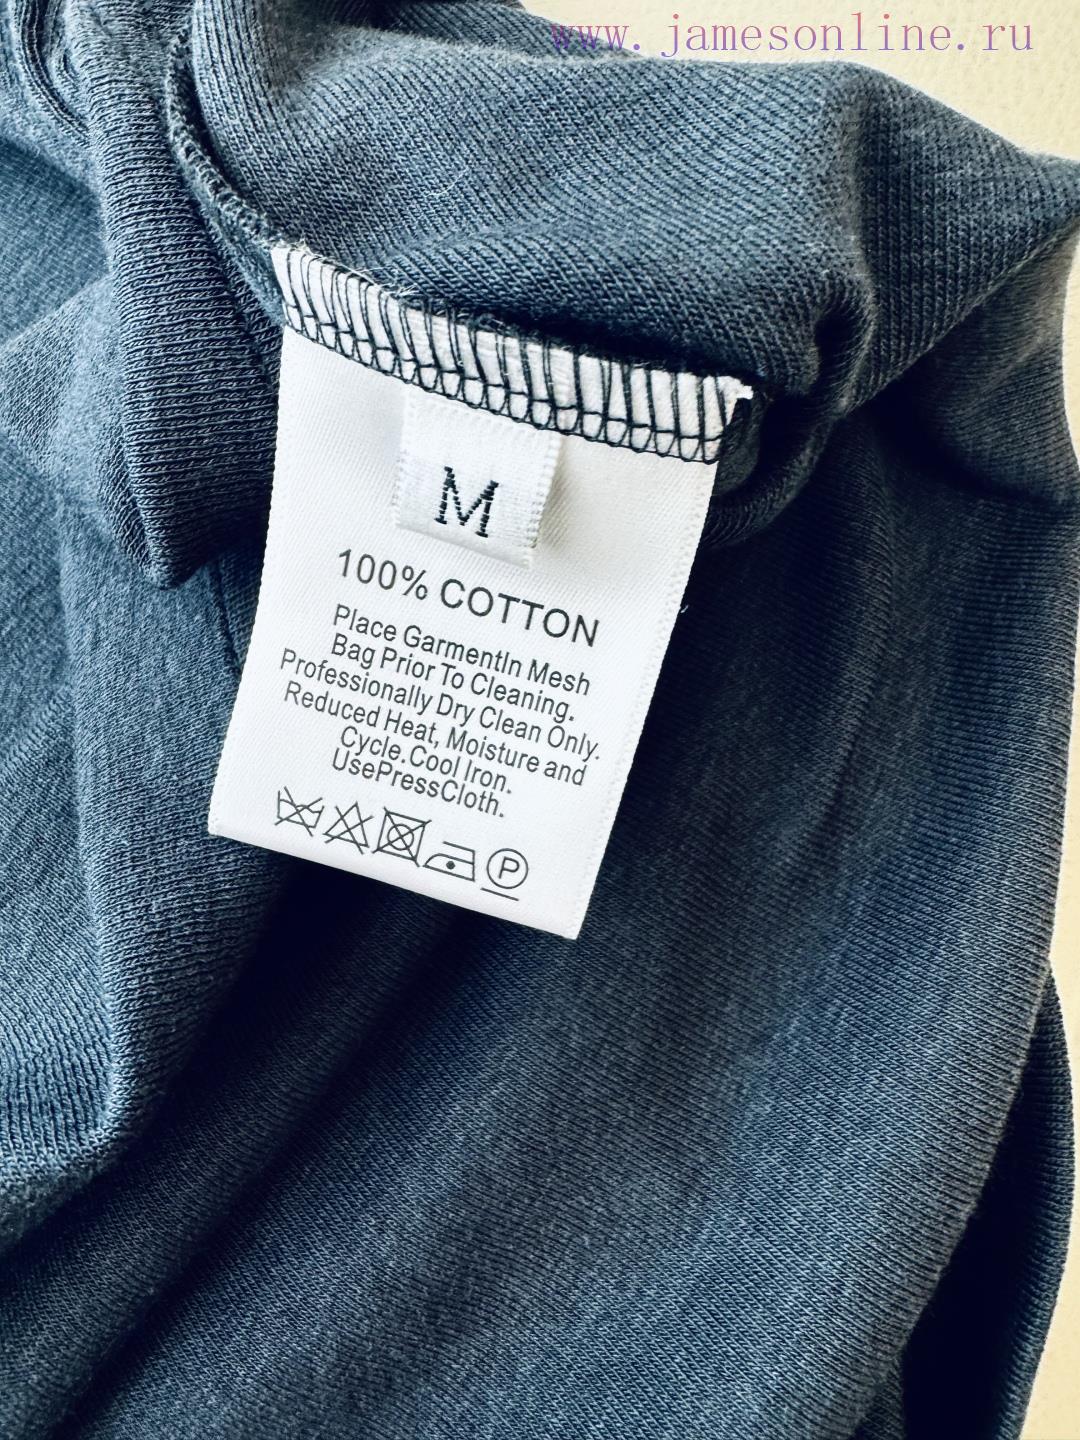 www.jamesonline.ru
M
100% COTTON
Place GarmentIn Mesh
Bag Prior To Cleaning.
Professionally Dry Clean Only.
Reduced Heat, Moisture and
Cycle.Cool Iron.
UsePressCloth.
P